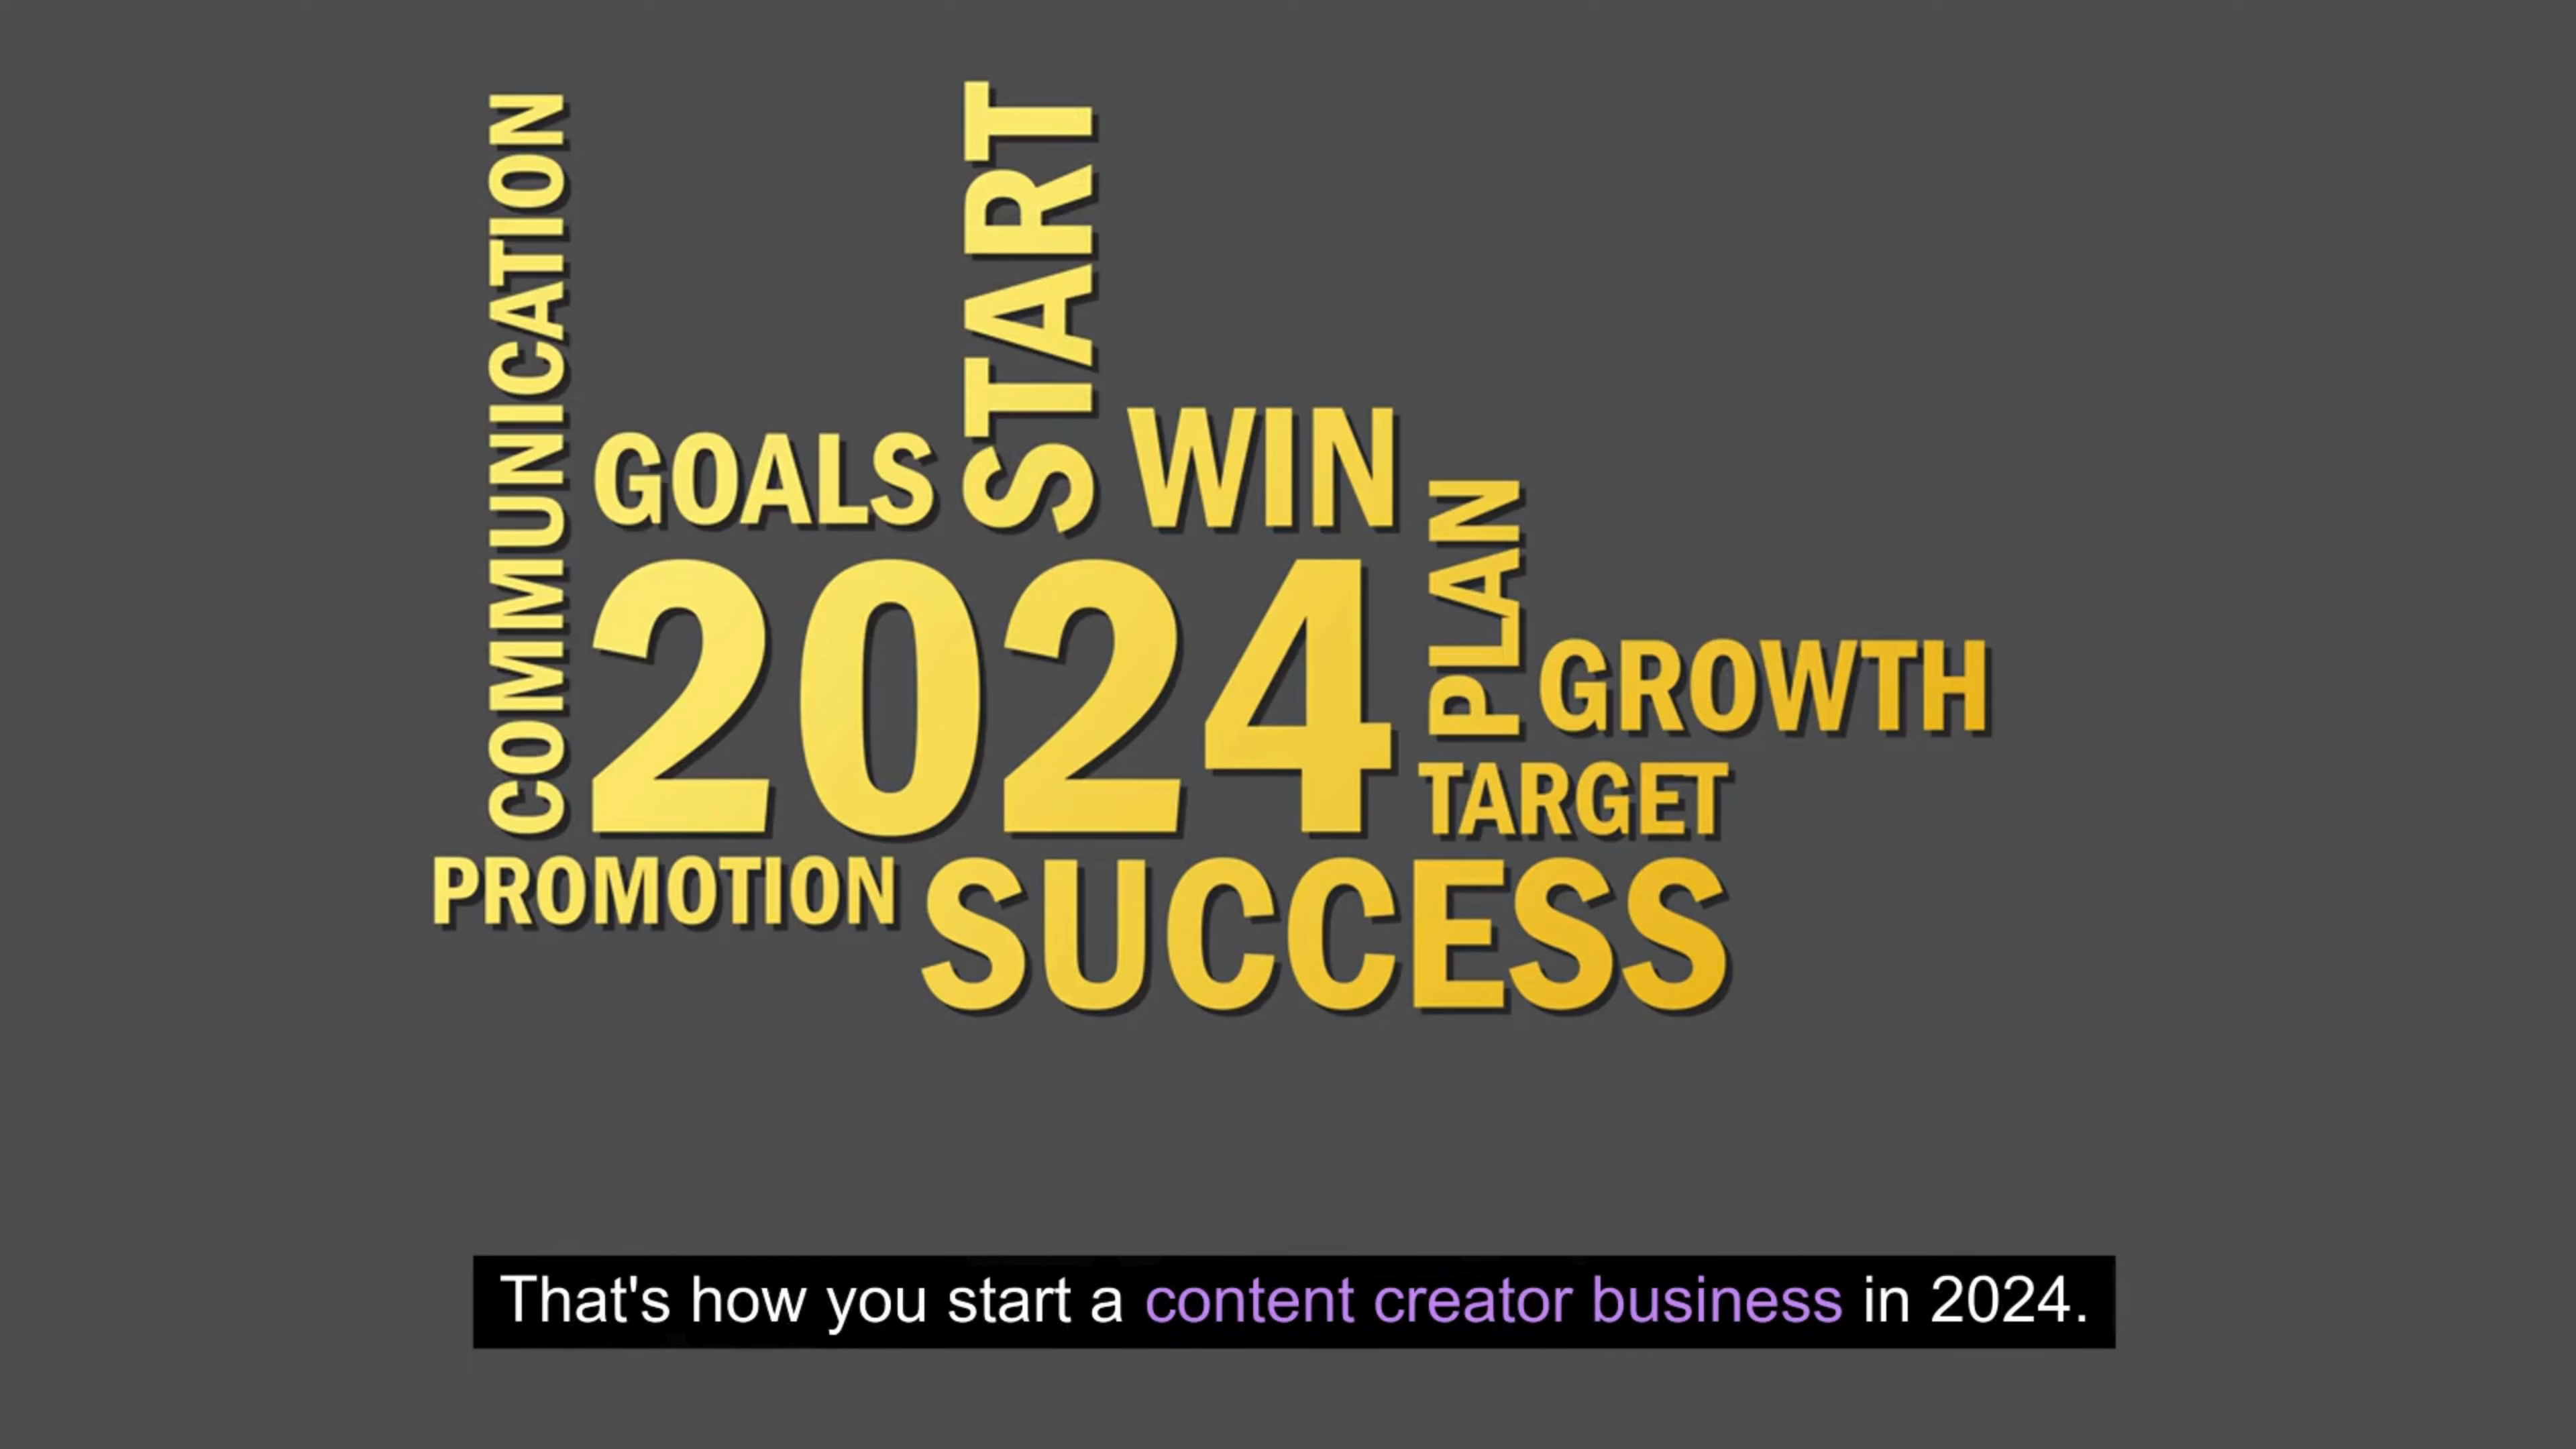 COMMUNICATION
START
GOALS
WIN
2024
PLAN
GROWTH
TARGET
PROMOTION
SUCCESS
That's how you start a content creator business in 2024.